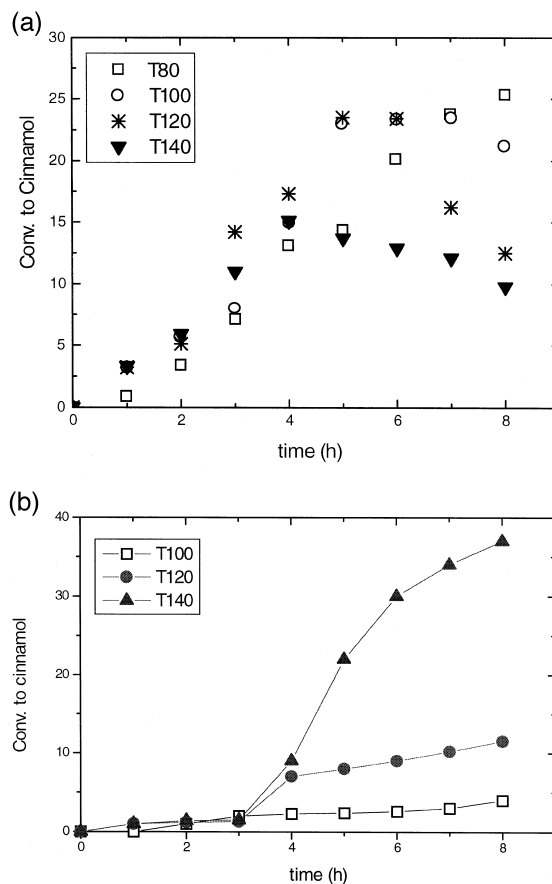 (a)
30
25
20
15
10
5
0
Conv. to Cinnamol
T80
T100
T120
T140
0 2 4 6 8
time (h)
(b)
40
30
20
10
0
Conv. to cinnamol
T100
T120
T140
0 1 2 3 4 5 6 7 8
time (h)